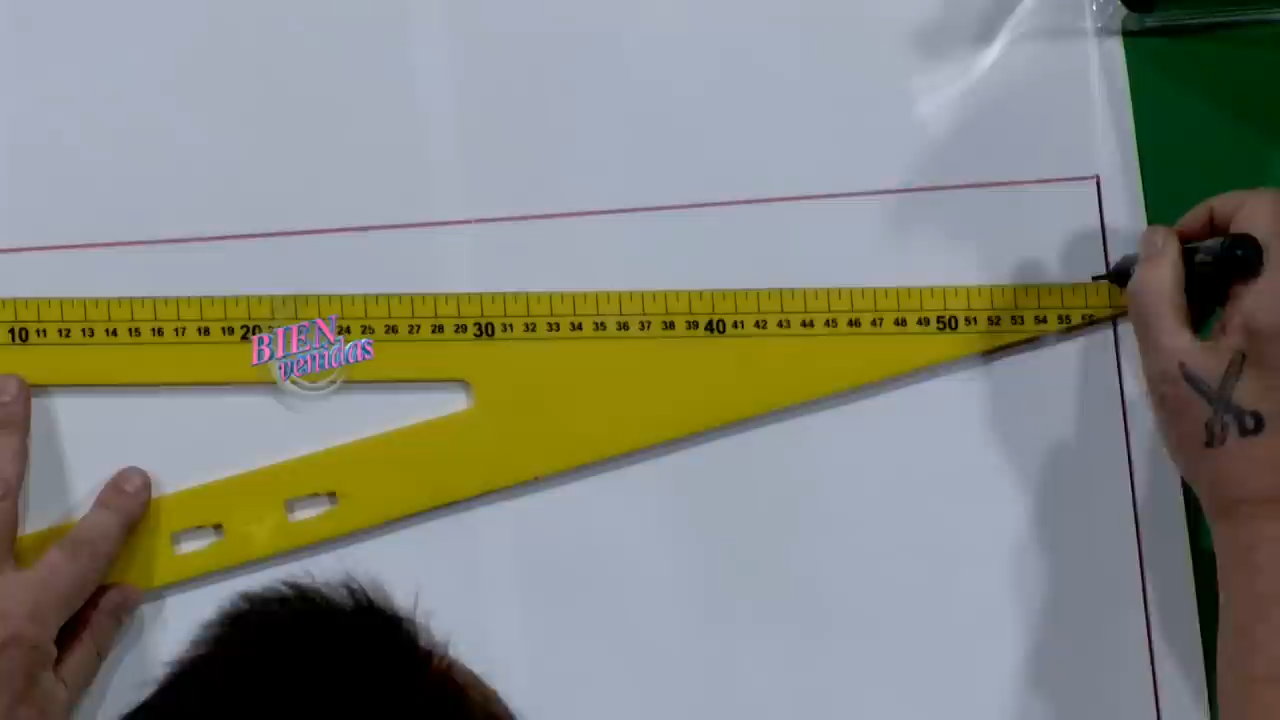 10 11 12 13 14 15 16 17 18 19 20 24 25 26 27 28 29 30 31 32 33 34 35 36 37 38 39 40 41 42 43 44 45 46 47 48 49 50 51 52 53 54 55
BIEN
venidas